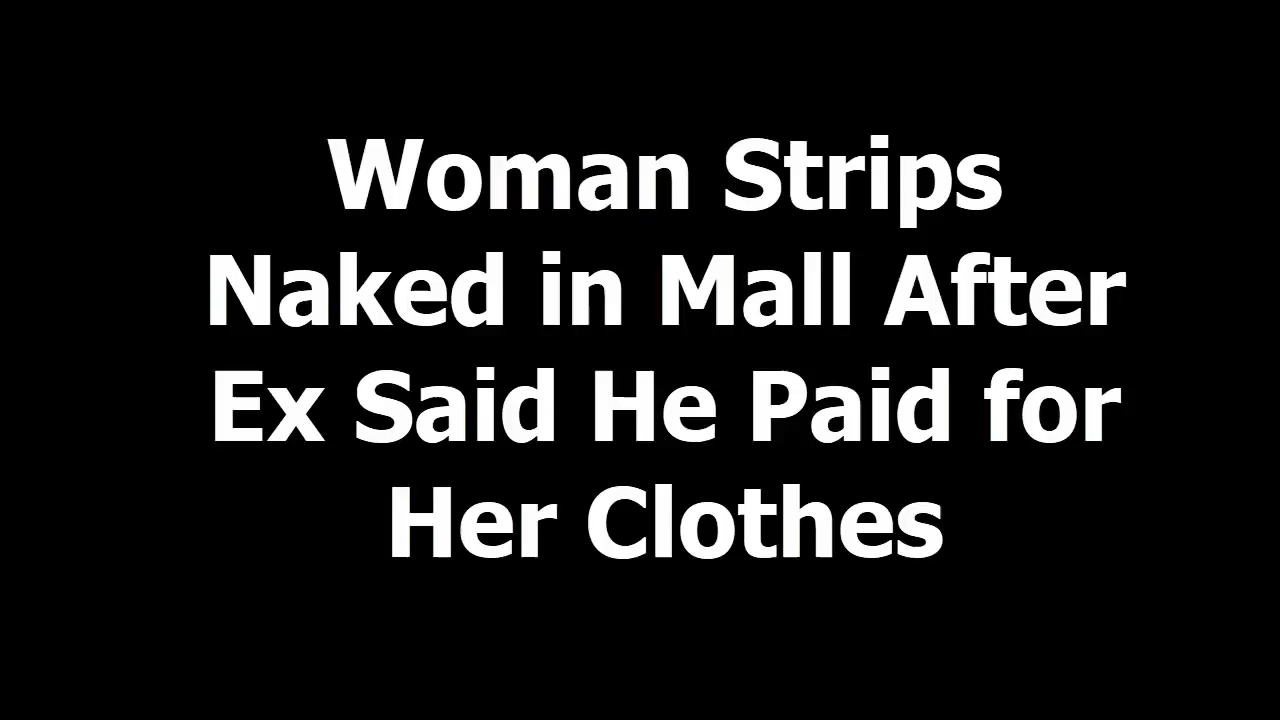 Woman Strips
Naked in Mall After
Ex Said He Paid for
Her Clothes